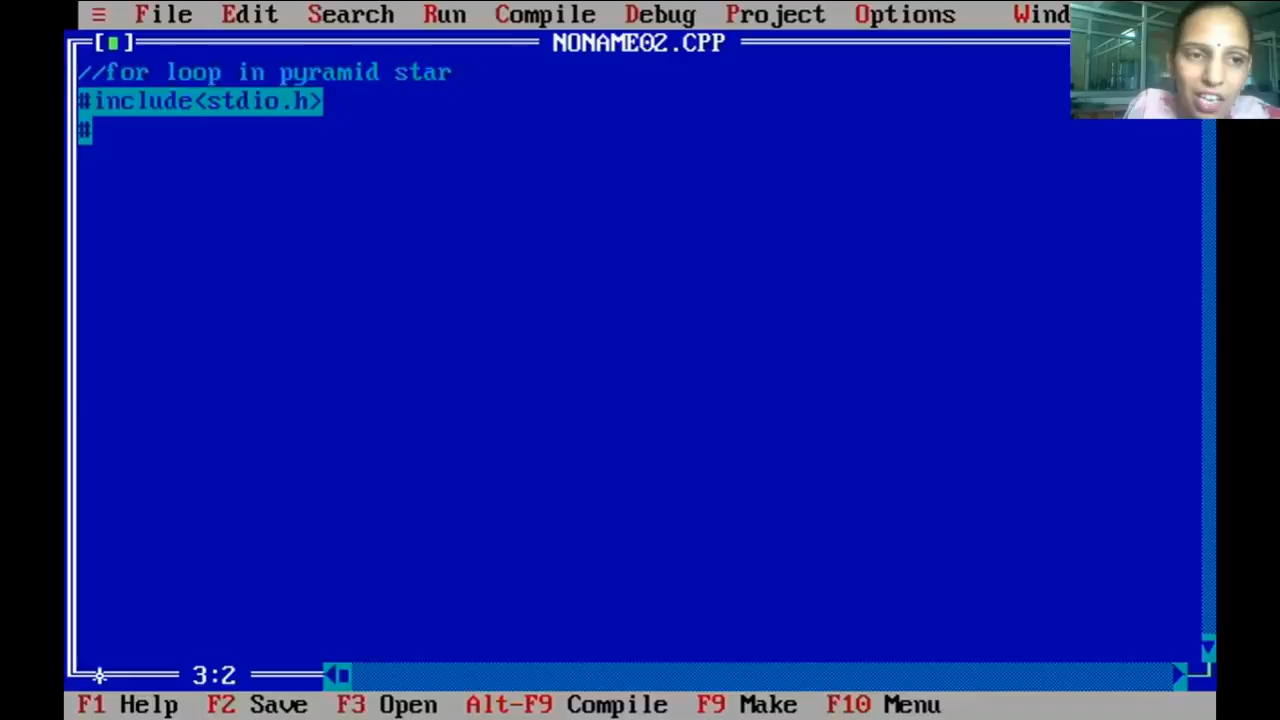 ≡ File Edit Search Run Compile Debug Project Options Wind
[■] NONAME02.CPP
//for loop in pyramid star
#include<stdio.h>
#
3:2
F1 Help F2 Save F3 Open Alt-F9 Compile F9 Make F10 Menu